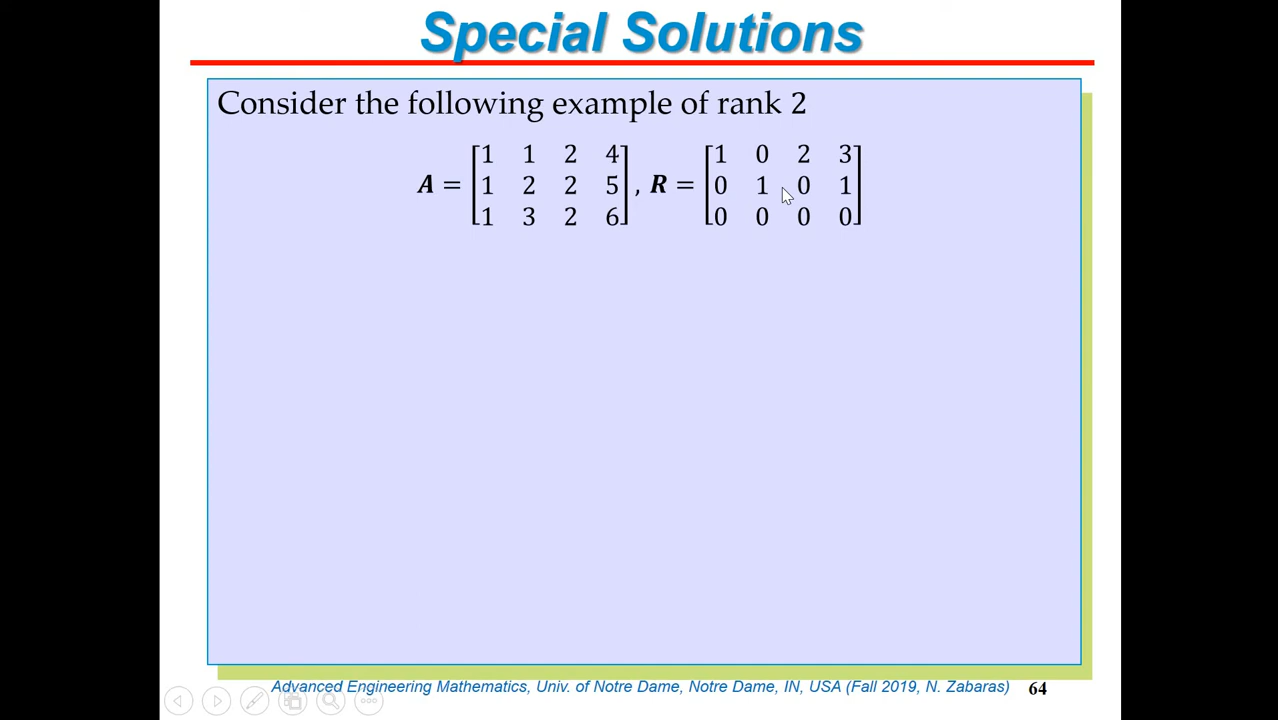 Special Solutions
Consider the following example of rank 2
A = [1 1 2 4; 1 2 2 5; 1 3 2 6], R = [1 0 2 3; 0 1 0 1; 0 0 0 0]
Advanced Engineering Mathematics, Univ. of Notre Dame, Notre Dame, IN, USA (Fall 2019, N. Zabaras) 64